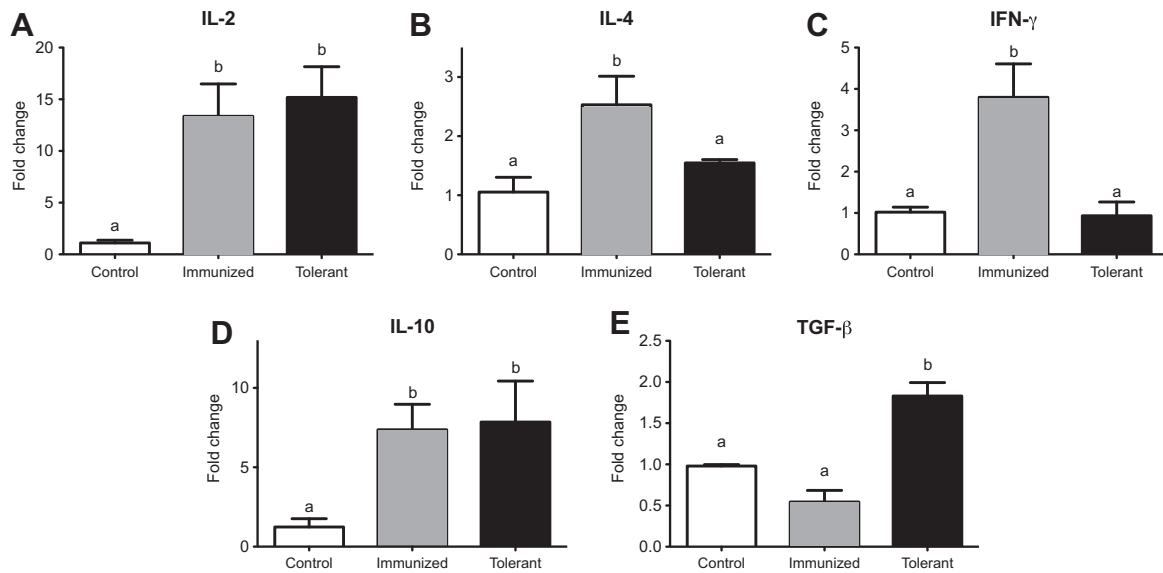 A
IL-2
Fold change
20
15
10
5
0
a
b
b
Control
Immunized
Tolerant
B
IL-4
Fold change
3
2
1
0
a
b
a
Control
Immunized
Tolerant
C
IFN-γ
Fold change
5
4
3
2
1
0
a
b
a
Control
Immunized
Tolerant
D
IL-10
Fold change
10
5
0
a
b
b
Control
Immunized
Tolerant
E
TGF-β
Fold change
2.5
2.0
1.5
1.0
0.5
0.0
a
a
b
Control
Immunized
Tolerant